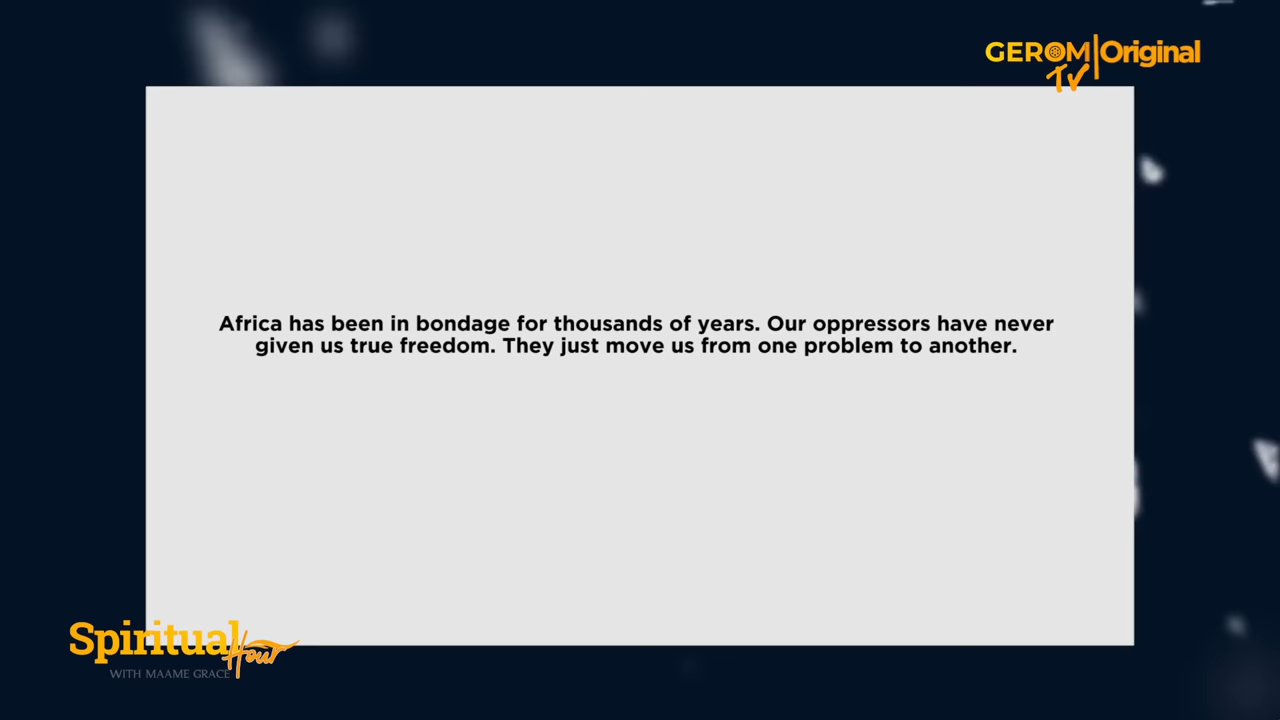 GEROM TV | Original
Africa has been in bondage for thousands of years. Our oppressors have never
given us true freedom. They just move us from one problem to another.
Spiritual Hour
WITH MAAME GRACE